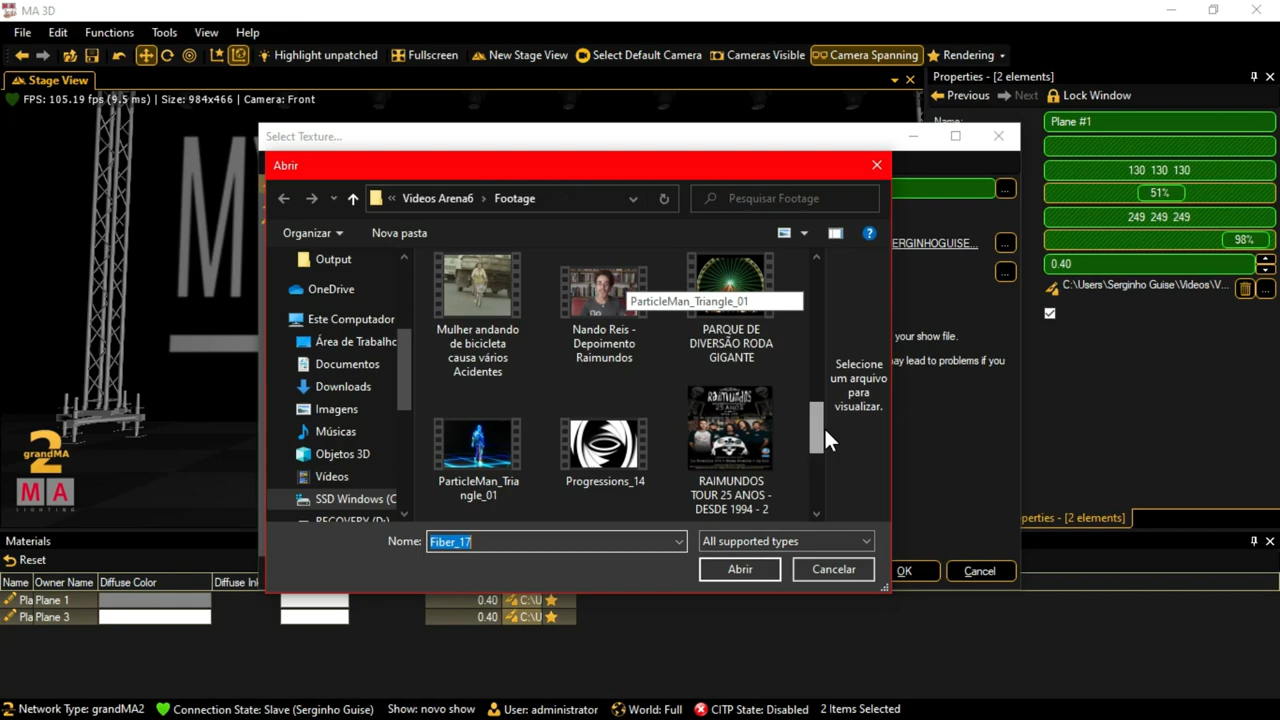 MA 3D
File Edit Functions Tools View Help
Highlight unpatched Fullscreen New Stage View Select Default Camera Cameras Visible Camera Spanning Rendering
Stage View
FPS: 105.19 fps (9.5 ms) | Size: 984x466 | Camera: Front
Properties - [2 elements]
Previous Next Lock Window
Name:
Plane #1
130 130 130
51%
249 249 249
98%
0.40
C:\Users\Serginho Guise\Videos\V...
Select Texture...
ERGINHOGUISE...
your show file.
ay lead to problems if you
OK
Cancel
Abrir
Videos Arena6 Footage
Pesquisar Footage
Organizar
Nova pasta
Output
OneDrive
Este Computador
Área de Trabalho
Documentos
Downloads
Imagens
Músicas
Objetos 3D
Vídeos
SSD Windows (C
RECOVERY (D:)
Mulher andando
de bicicleta
causa vários
Acidentes
Nando Reis -
Depoimento
Raimundos
ParticleMan_Triangle_01
PARQUE DE
DIVERSÃO RODA
GIGANTE
ParticleMan_Tria
ngle_01
Progressions_14
RAIMUNDOS
TOUR 25 ANOS -
DESDE 1994 - 2
Selecione
um arquivo
para
visualizar.
Nome:
Fiber_17
All supported types
Abrir
Cancelar
grandMA
2
MA
LIGHTING
perties - [2 elements]
Materials
Reset
Name Owner Name Diffuse Color Diffuse Int
Pla Plane 1 0.40 C:\U
Pla Plane 3 0.40 C:\U
Network Type: grandMA2 Connection State: Slave (Serginho Guise) Show: novo show User: administrator World: Full CITP State: Disabled 2 Items Selected